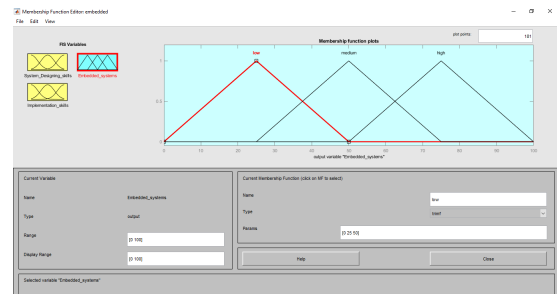 Membership Function Editor: embedded
File Edit View
FIS Variables
System_Designing_skills
Embedded_systems
Implementation_skills
Membership function plots
plot points:
181
low
medium
high
1
0.5
0
0 10 20 30 40 50 60 70 80 90 100
output variable "Embedded_systems"
Current Variable
Name Embedded_systems
Type output
Range [0 100]
Display Range [0 100]
Current Membership Function (click on MF to select)
Name low
Type trimf
Params [0 25 50]
Help
Close
Selected variable "Embedded_systems"